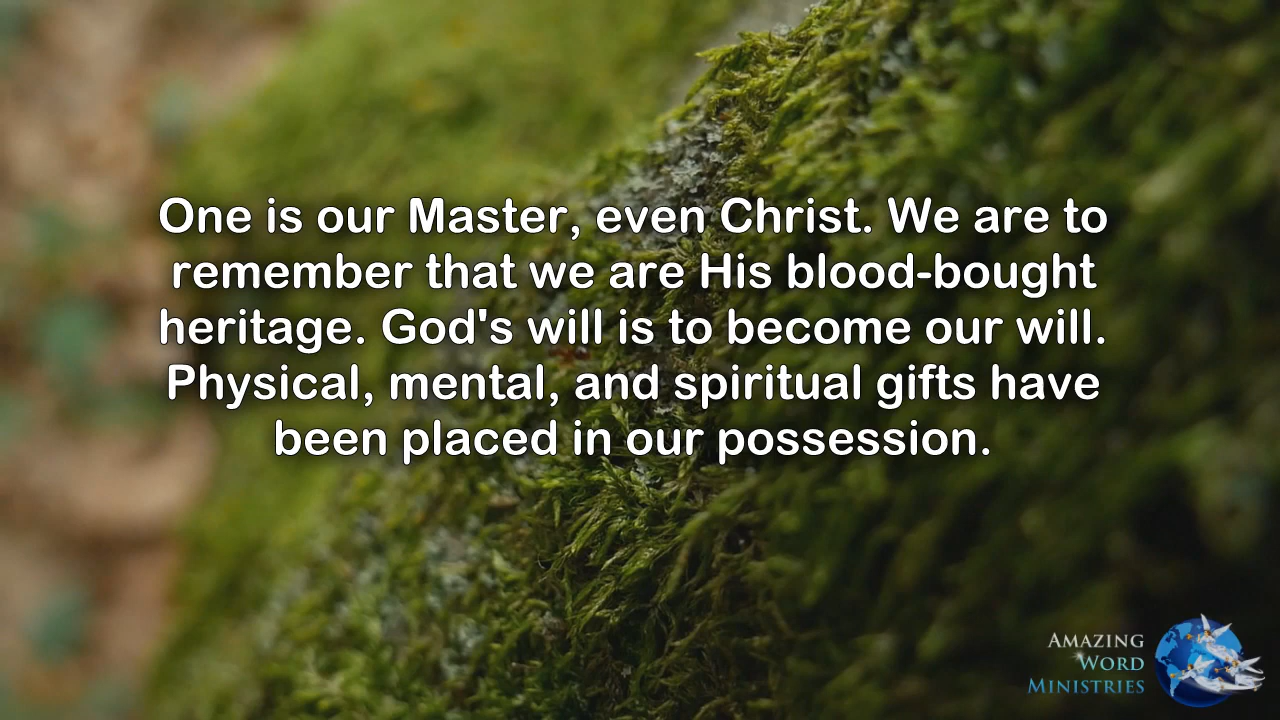 One is our Master, even Christ. We are to
remember that we are His blood-bought
heritage. God's will is to become our will.
Physical, mental, and spiritual gifts have
been placed in our possession.
AMAZING
WORD
MINISTRIES